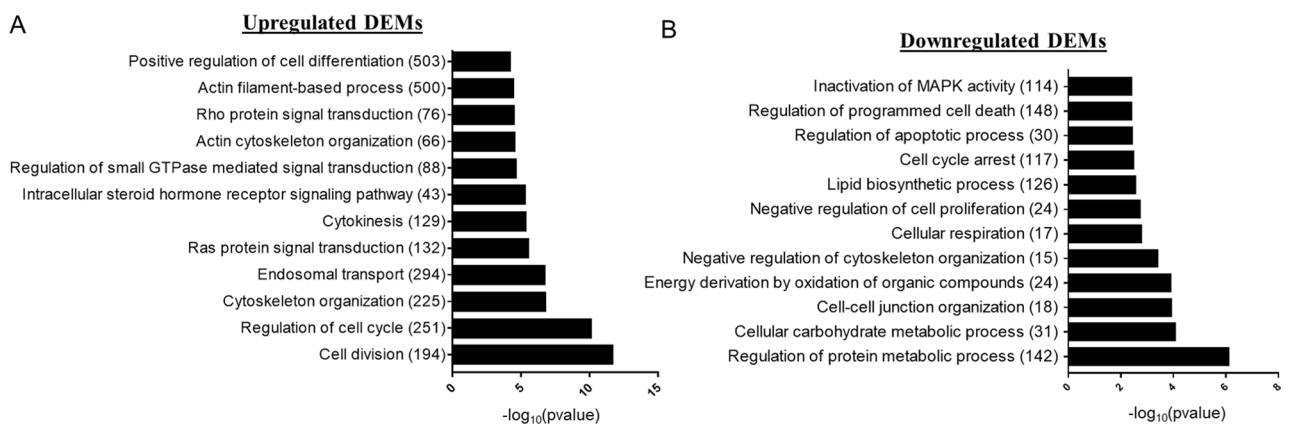 A
Upregulated DEMs
Positive regulation of cell differentiation (503)
Actin filament-based process (500)
Rho protein signal transduction (76)
Actin cytoskeleton organization (66)
Regulation of small GTPase mediated signal transduction (88)
Intracellular steroid hormone receptor signaling pathway (43)
Cytokinesis (129)
Ras protein signal transduction (132)
Endosomal transport (294)
Cytoskeleton organization (225)
Regulation of cell cycle (251)
Cell division (194)
0 5 10 15
-log10(pvalue)
B
Downregulated DEMs
Inactivation of MAPK activity (114)
Regulation of programmed cell death (148)
Regulation of apoptotic process (30)
Cell cycle arrest (117)
Lipid biosynthetic process (126)
Negative regulation of cell proliferation (24)
Cellular respiration (17)
Negative regulation of cytoskeleton organization (15)
Energy derivation by oxidation of organic compounds (24)
Cell-cell junction organization (18)
Cellular carbohydrate metabolic process (31)
Regulation of protein metabolic process (142)
0 2 4 6 8
-log10(pvalue)